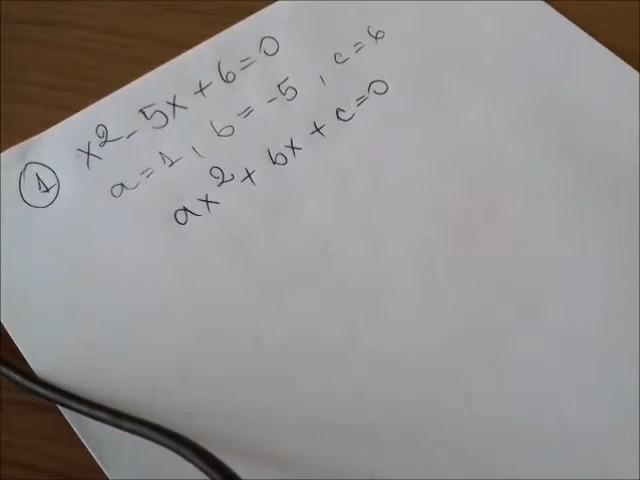 ① x² - 5x + 6 = 0
a = 1, b = -5, c = 6
ax² + bx + c = 0